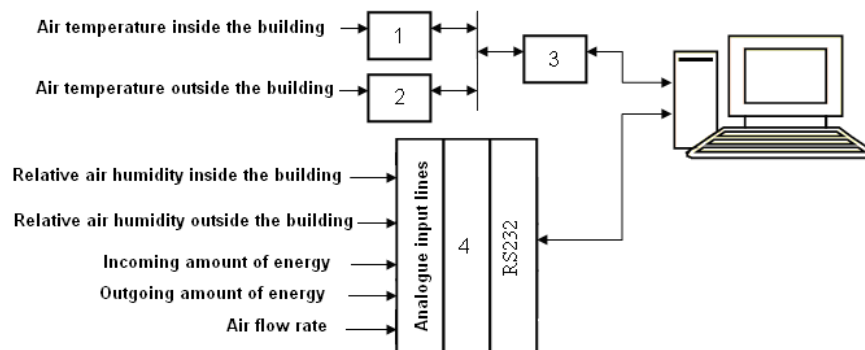 Air temperature inside the building
1
3
Air temperature outside the building
2
Relative air humidity inside the building
Relative air humidity outside the building
Incoming amount of energy
Outgoing amount of energy
Air flow rate
Analogue input lines
4
RS232